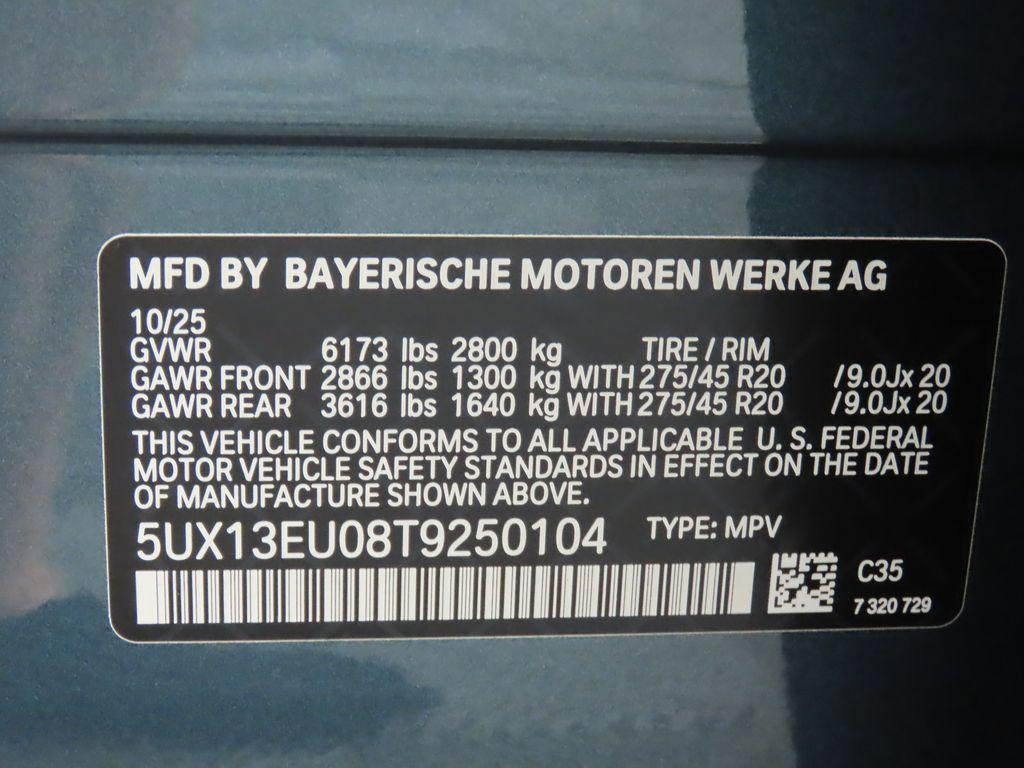 MFD BY BAYERISCHE MOTOREN WERKE AG
10/25
GVWR 6173 lbs 2800 kg TIRE / RIM
GAWR FRONT 2866 lbs 1300 kg WITH 275/45 R20 /9.0Jx 20
GAWR REAR 3616 lbs 1640 kg WITH 275/45 R20 /9.0Jx 20
THIS VEHICLE CONFORMS TO ALL APPLICABLE U. S. FEDERAL
MOTOR VEHICLE SAFETY STANDARDS IN EFFECT ON THE DATE
OF MANUFACTURE SHOWN ABOVE.
5UX13EU08T9250104 TYPE: MPV
C35
7 320 729